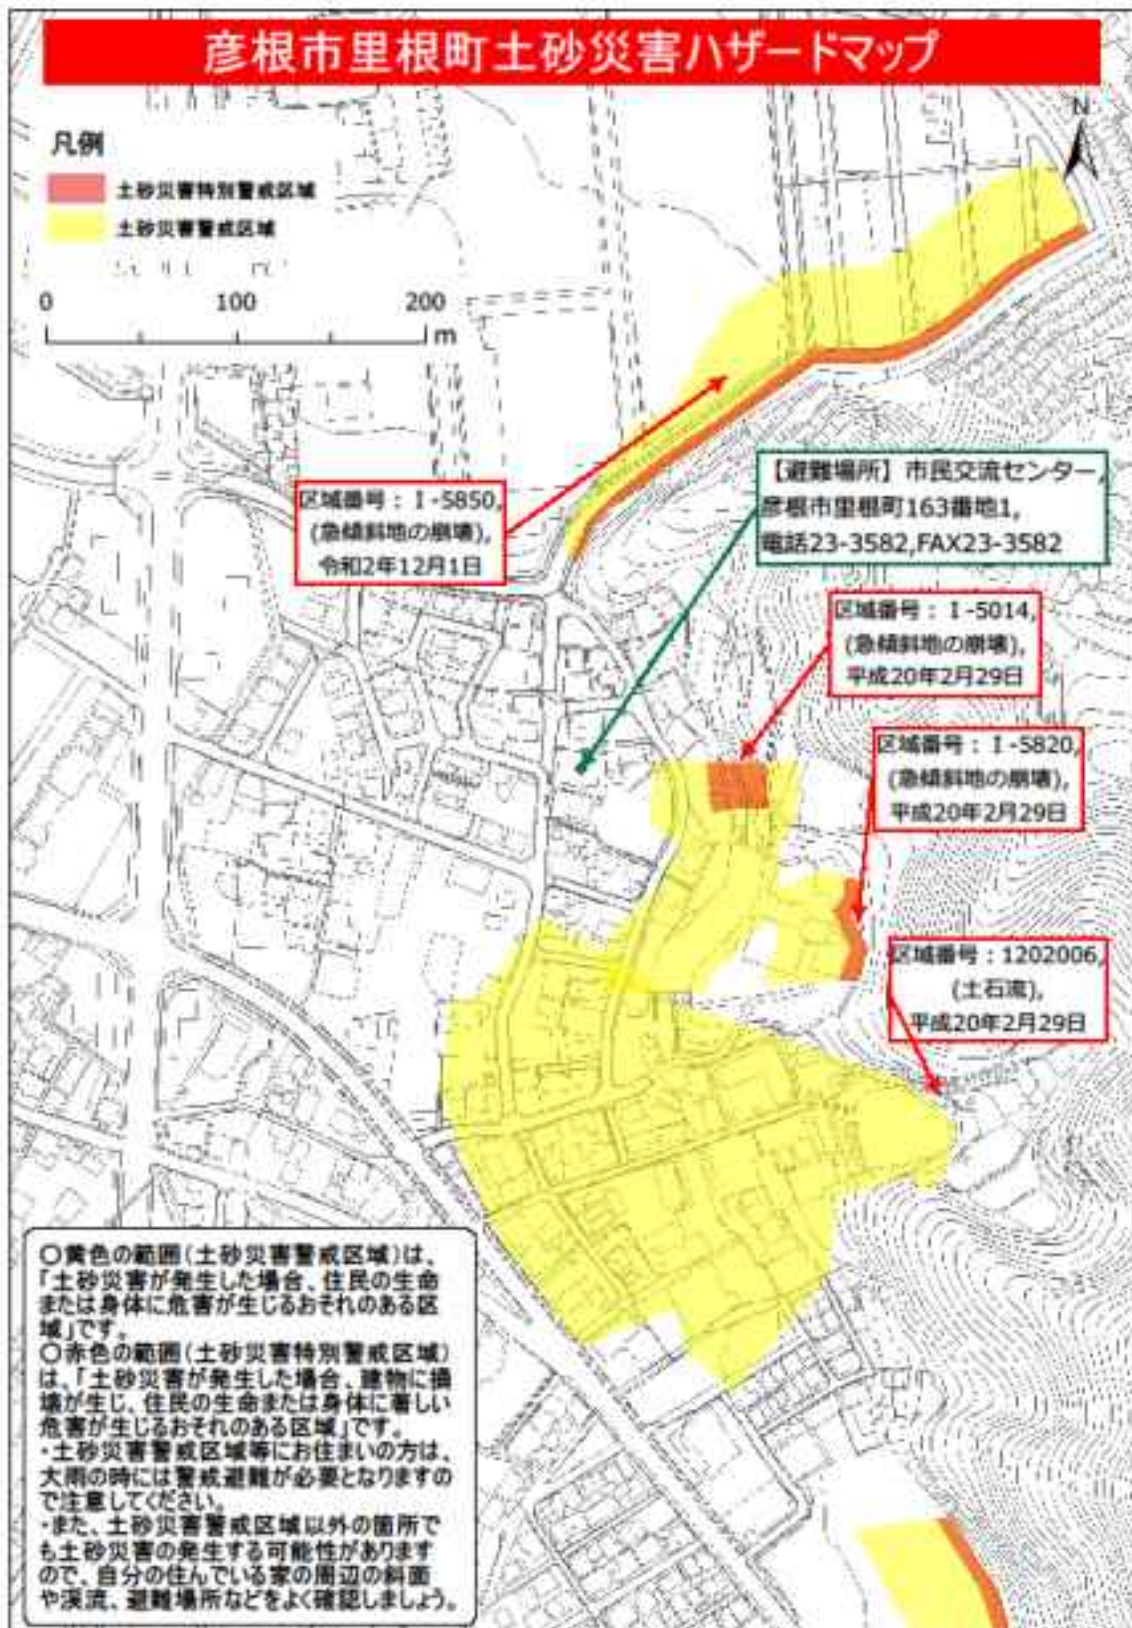 彦根市里根町土砂災害ハザードマップ
N
凡例
土砂災害特別警戒区域
土砂災害警戒区域
0 100 200
m
区域番号：Ⅰ-5850,
(急傾斜地の崩壊),
令和2年12月1日
【避難場所】市民交流センター,
彦根市里根町163番地1,
電話23-3582,FAX23-3582
区域番号：Ⅰ-5014,
(急傾斜地の崩壊),
平成20年2月29日
区域番号：Ⅰ-5820,
(急傾斜地の崩壊),
平成20年2月29日
区域番号：1202006,
(土石流),
平成20年2月29日
〇黄色の範囲(土砂災害警戒区域)は、
「土砂災害が発生した場合、住民の生命
または身体に危害が生じるおそれのある区
域」です。
〇赤色の範囲(土砂災害特別警戒区域)
は、「土砂災害が発生した場合、建物に損
壊が生じ、住民の生命または身体に著しい
危害が生じるおそれのある区域」です。
・土砂災害警戒区域等にお住まいの方は、
大雨の時には警戒避難が必要となりますの
で注意してください。
・また、土砂災害警戒区域以外の箇所で
も土砂災害の発生する可能性があります
ので、自分の住んでいる家の周辺の斜面
や渓流、避難場所などをよく確認しましょう。